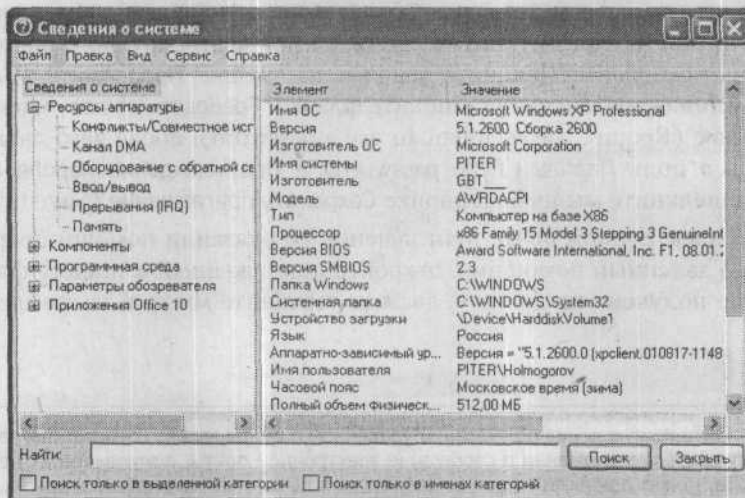 Сведения о системе
Файл Правка Вид Сервис Справка
Сведения о системе
Ресурсы аппаратуры
Конфликты/Совместное исг
Канал DMA
Оборудование с обратной св
Ввод/вывод
Прерывания (IRQ)
Память
Компоненты
Программная среда
Параметры обозревателя
Приложения Office 10
Элемент Значение
Имя ОС Microsoft Windows XP Professional
Версия 5.1.2600 Сборка 2600
Изготовитель ОС Microsoft Corporation
Имя системы PITER
Изготовитель GBT___
Модель AWRDACPI
Тип Компьютер на базе X86
Процессор x86 Family 15 Model 3 Stepping 3 GenuineInt
Версия BIOS Award Software International, Inc. F1, 08.01.2
Версия SMBIOS 2.3
Папка Windows C:\WINDOWS
Системная папка C:\WINDOWS\System32
Устройство загрузки \Device\HarddiskVolume1
Язык Россия
Аппаратно-зависимый ур... Версия = "5.1.2600.0 (xpclient.010817-1148
Имя пользователя PITER\Holmogorov
Часовой пояс Московское время (зима)
Полный объем физическ... 512,00 МБ
Найти: Поиск Закрыть
Поиск только в выделенной категории Поиск только в именах категорий